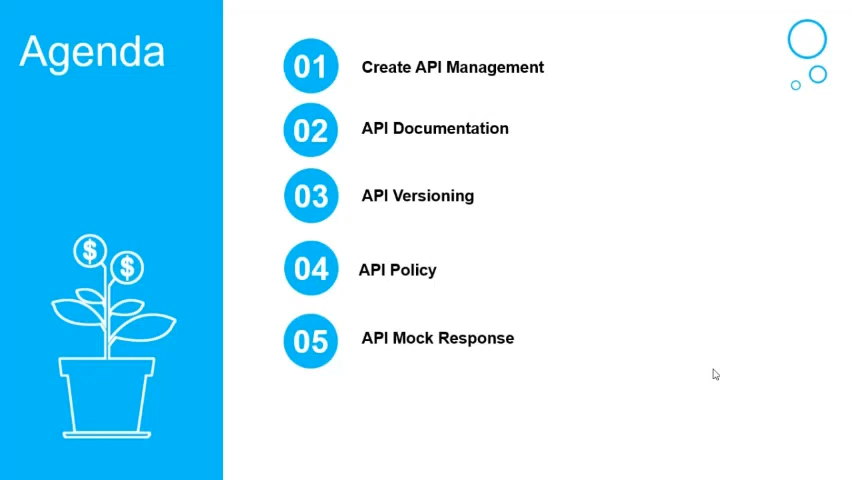 Agenda
01 Create API Management
02 API Documentation
03 API Versioning
04 API Policy
05 API Mock Response
$
$